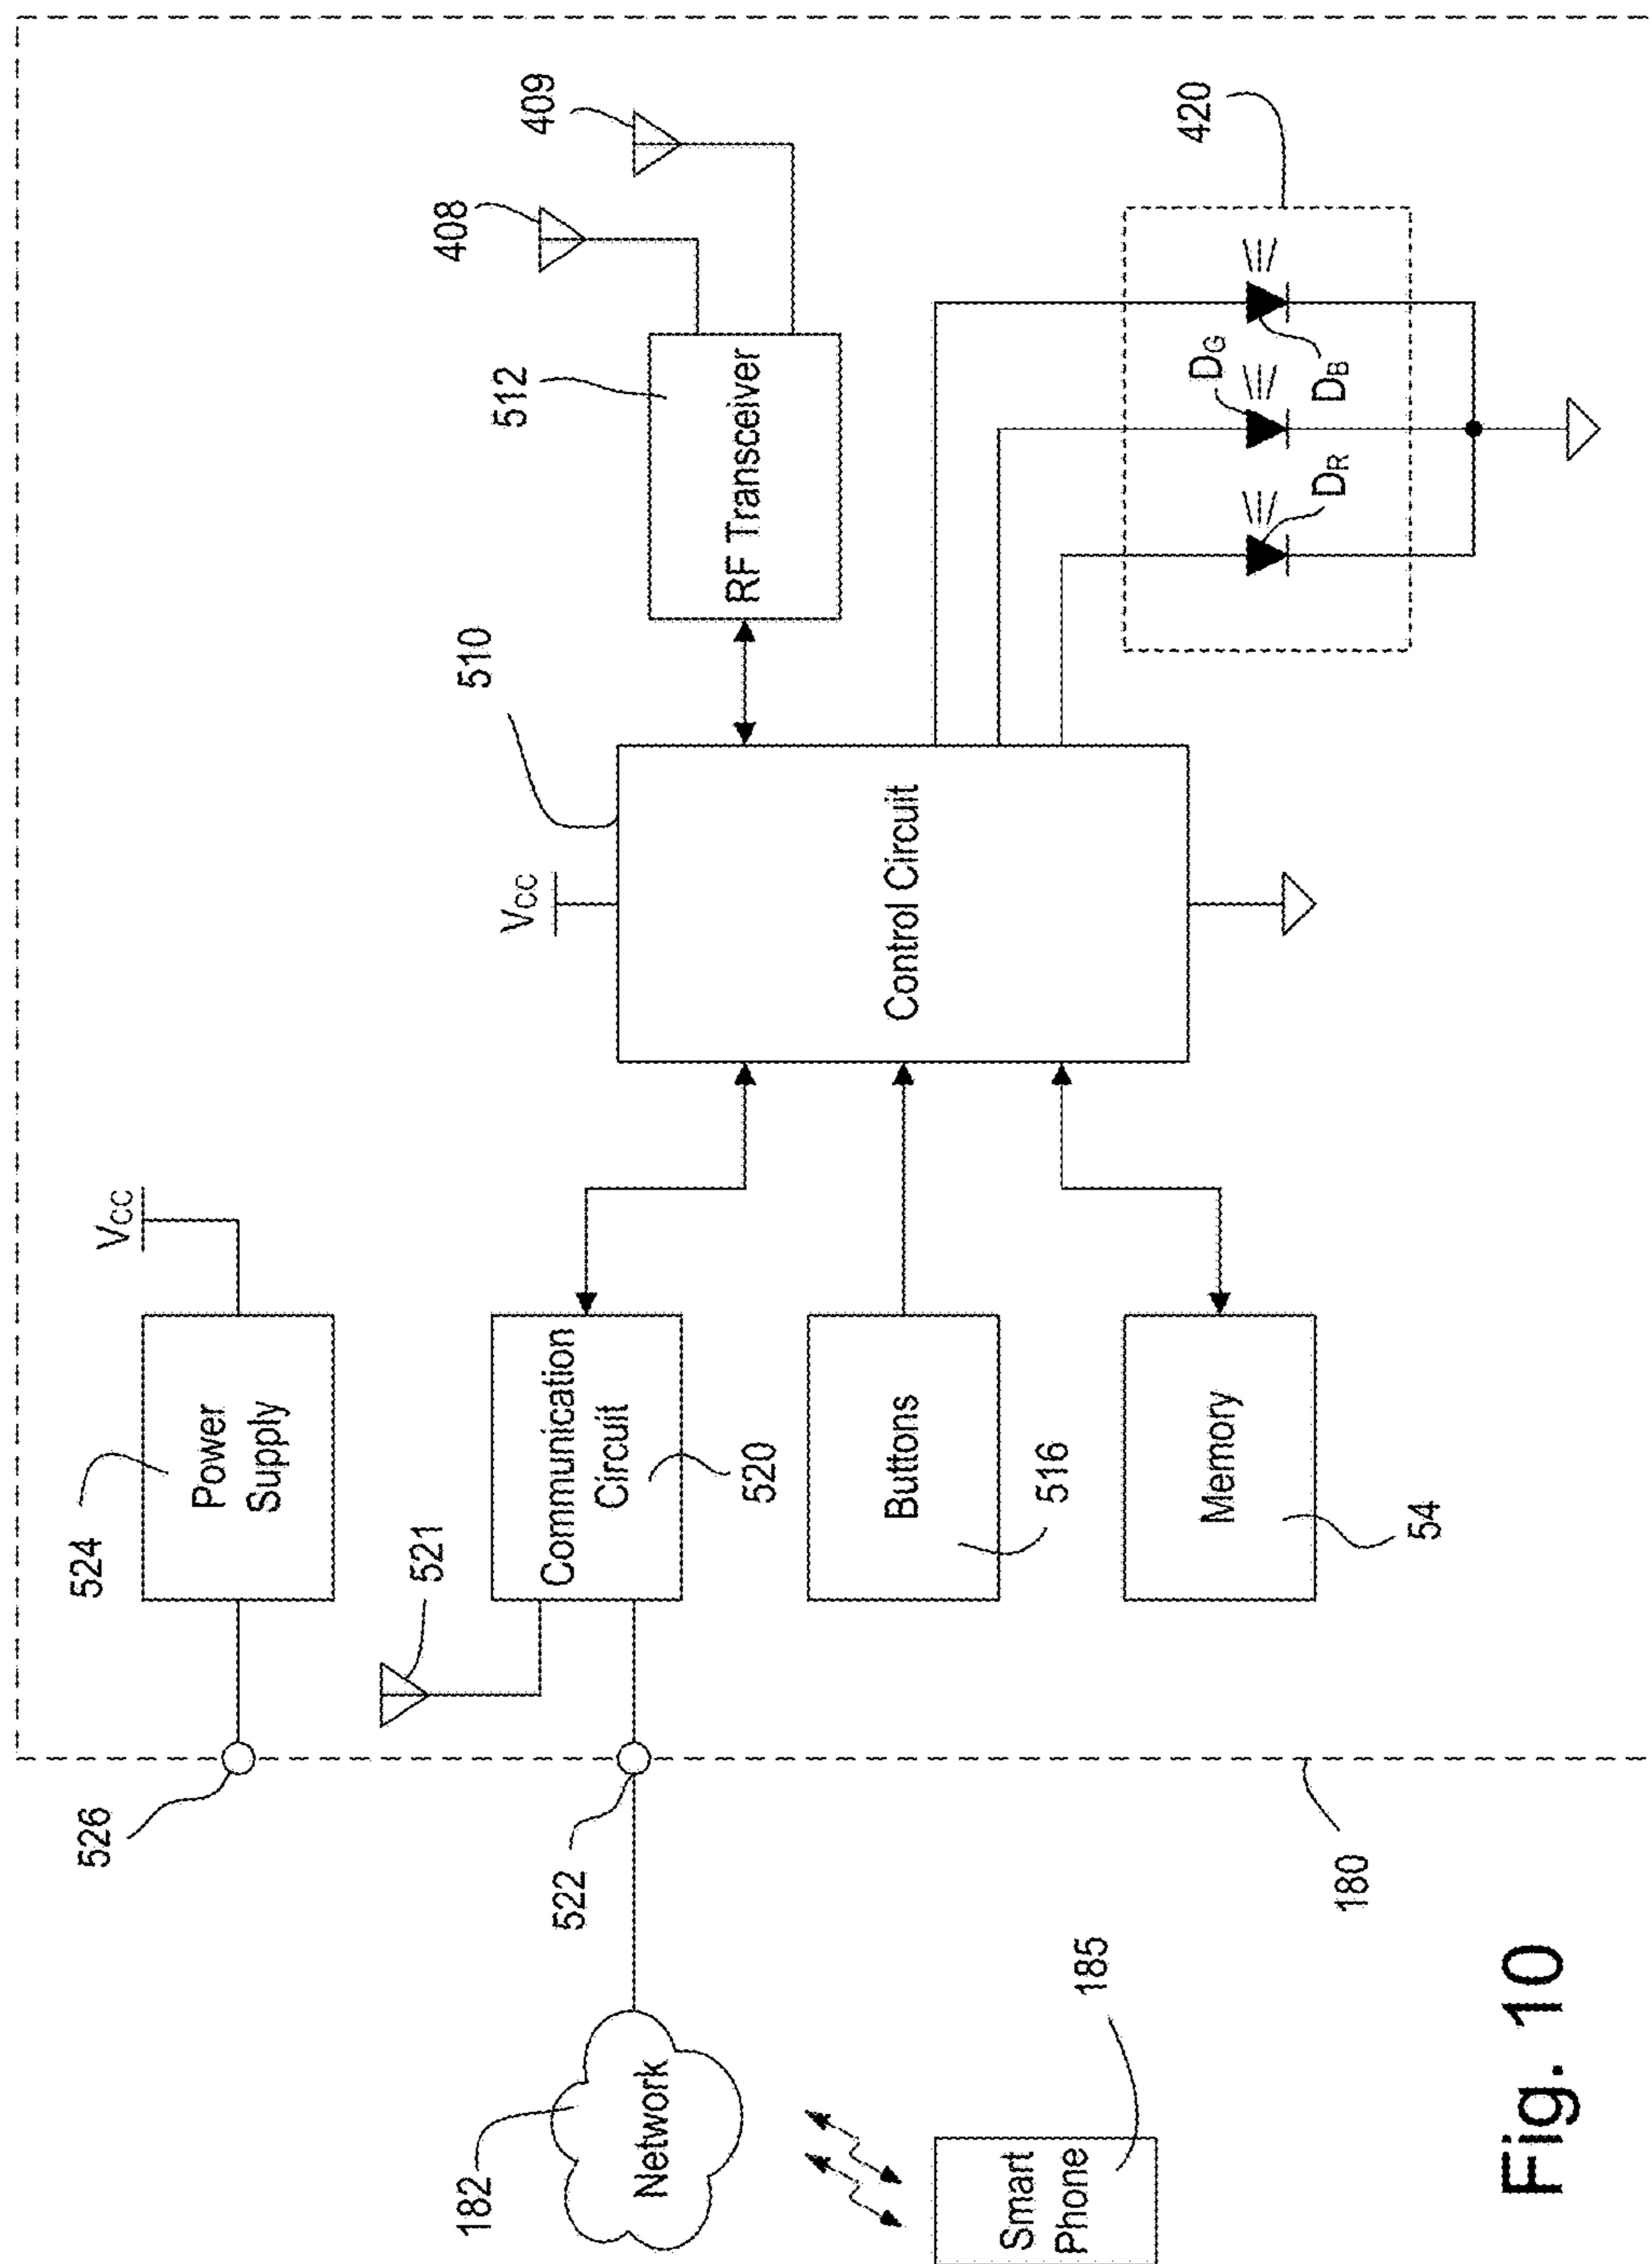 524
Power
Supply
VCC
526
521
Communication
Circuit
520
522
182
Network
Smart
Phone
185
Buttons
516
Memory
54
VCC
510
Control Circuit
512
RF Transceiver
408
409
420
DR
DG
DB
180
Fig. 10